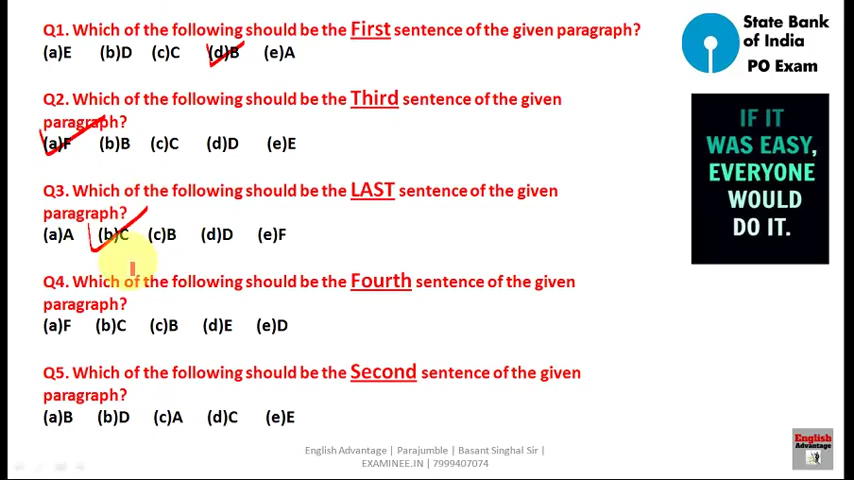 Q1. Which of the following should be the First sentence of the given paragraph?
(a)E (b)D (c)C (d)B (e)A
Q2. Which of the following should be the Third sentence of the given
paragraph?
(a)F (b)B (c)C (d)D (e)E
Q3. Which of the following should be the LAST sentence of the given
paragraph?
(a)A (b)C (c)B (d)D (e)F
Q4. Which of the following should be the Fourth sentence of the given
paragraph?
(a)F (b)C (c)B (d)E (e)D
Q5. Which of the following should be the Second sentence of the given
paragraph?
(a)B (b)D (c)A (d)C (e)E
State Bank
of India
PO Exam
IF IT
WAS EASY,
EVERYONE
WOULD
DO IT.
English Advantage | Parajumble | Basant Singhal Sir |
EXAMINEE.IN | 7999407074
English
Advantage